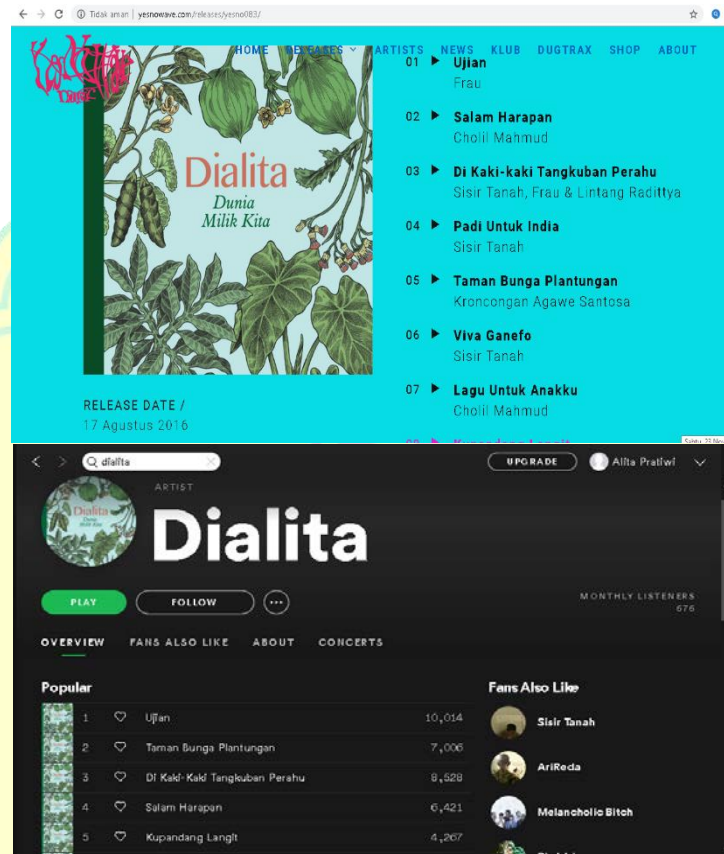 Tidak aman | yesnowave.com/releases/yesno083/
HOME RELEASES ARTISTS NEWS KLUB DUGTRAX SHOP ABOUT
Dialita
Dunia
Milik Kita
RELEASE DATE /
17 Agustus 2016
01 Ujian
Frau
02 Salam Harapan
Cholil Mahmud
03 Di Kaki-kaki Tangkuban Perahu
Sisir Tanah, Frau & Lintang Radittya
04 Padi Untuk India
Sisir Tanah
05 Taman Bunga Plantungan
Kroncongan Agawe Santosa
06 Viva Ganefo
Sisir Tanah
07 Lagu Untuk Anakku
Cholil Mahmud
Kupandang Langit
dialita
UPGRADE
Alita Pratiwi
ARTIST
Dialita
PLAY
FOLLOW
MONTHLY LISTENERS
676
OVERVIEW FANS ALSO LIKE ABOUT CONCERTS
Popular
1 Ujian 10,014
2 Taman Bunga Plantungan 7,006
3 Di Kaki-Kaki Tangkuban Perahu 8,528
4 Salam Harapan 6,421
5 Kupandang Langit 4,267
Fans Also Like
Sisir Tanah
AriReda
Melancholic Bitch